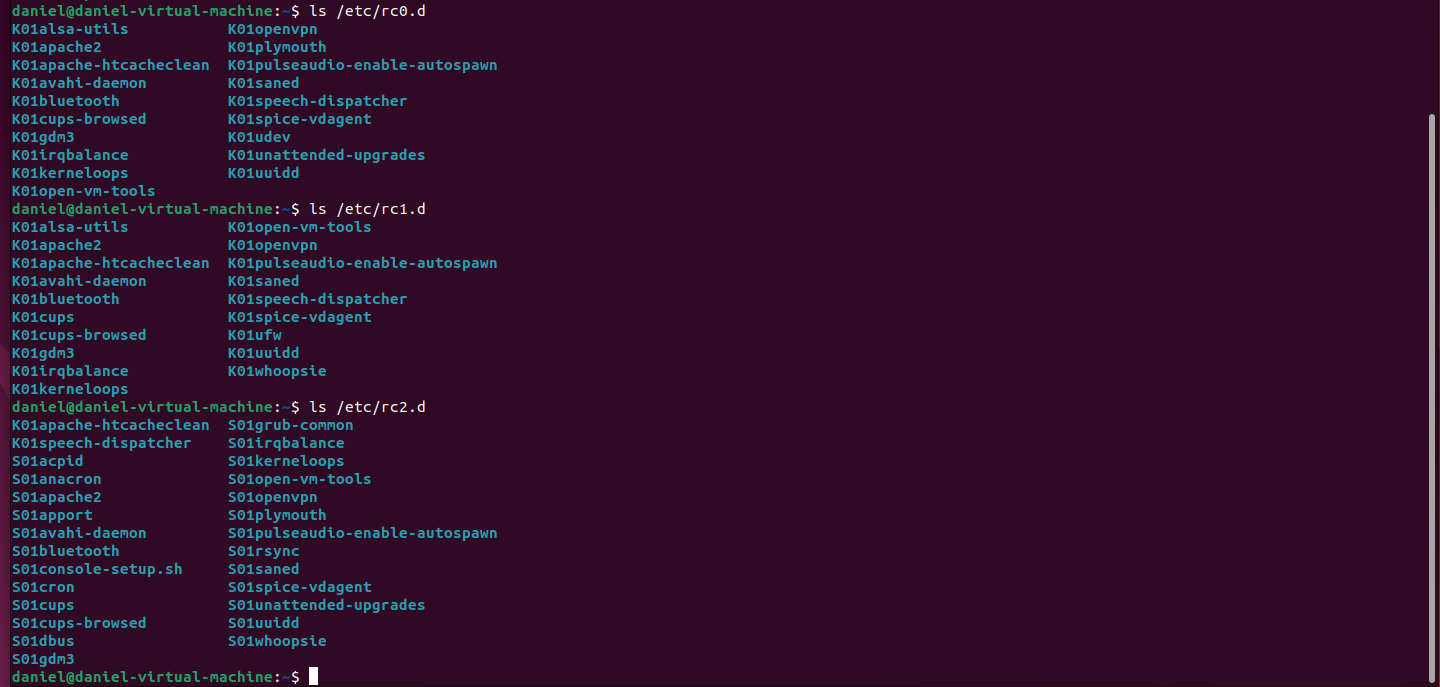 daniel@daniel-virtual-machine:~$ ls /etc/rc0.d
K01alsa-utils K01openvpn
K01apache2 K01plymouth
K01apache-htcacheclean K01pulseaudio-enable-autospawn
K01avahi-daemon K01saned
K01bluetooth K01speech-dispatcher
K01cups-browsed K01spice-vdagent
K01gdm3 K01udev
K01irqbalance K01unattended-upgrades
K01kerneloops K01uuidd
K01open-vm-tools
daniel@daniel-virtual-machine:~$ ls /etc/rc1.d
K01alsa-utils K01open-vm-tools
K01apache2 K01openvpn
K01apache-htcacheclean K01pulseaudio-enable-autospawn
K01avahi-daemon K01saned
K01bluetooth K01speech-dispatcher
K01cups K01spice-vdagent
K01cups-browsed K01ufw
K01gdm3 K01uuidd
K01irqbalance K01whoopsie
K01kerneloops
daniel@daniel-virtual-machine:~$ ls /etc/rc2.d
K01apache-htcacheclean S01grub-common
K01speech-dispatcher S01irqbalance
S01acpid S01kerneloops
S01anacron S01open-vm-tools
S01apache2 S01openvpn
S01apport S01plymouth
S01avahi-daemon S01pulseaudio-enable-autospawn
S01bluetooth S01rsync
S01console-setup.sh S01saned
S01cron S01spice-vdagent
S01cups S01unattended-upgrades
S01cups-browsed S01uuidd
S01dbus S01whoopsie
S01gdm3
daniel@daniel-virtual-machine:~$